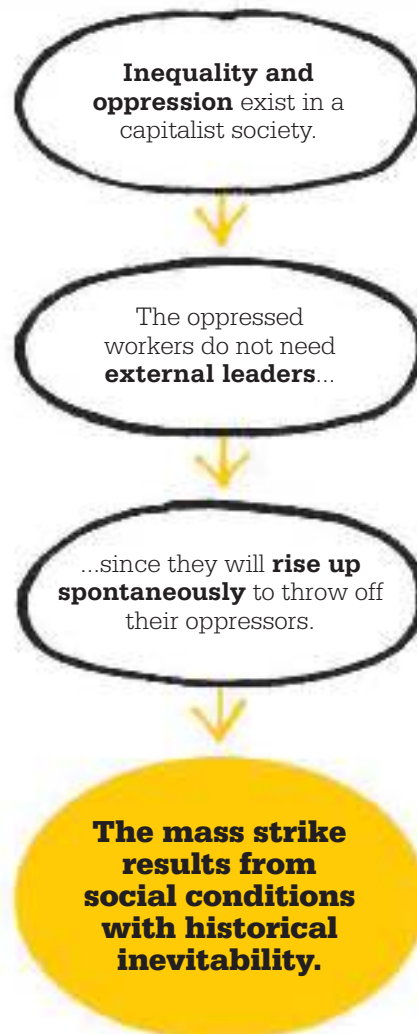 Inequality and
oppression exist in a
capitalist society.
The oppressed
workers do not need
external leaders...
...since they will rise up
spontaneously to throw off
their oppressors.
The mass strike
results from
social conditions
with historical
inevitability.